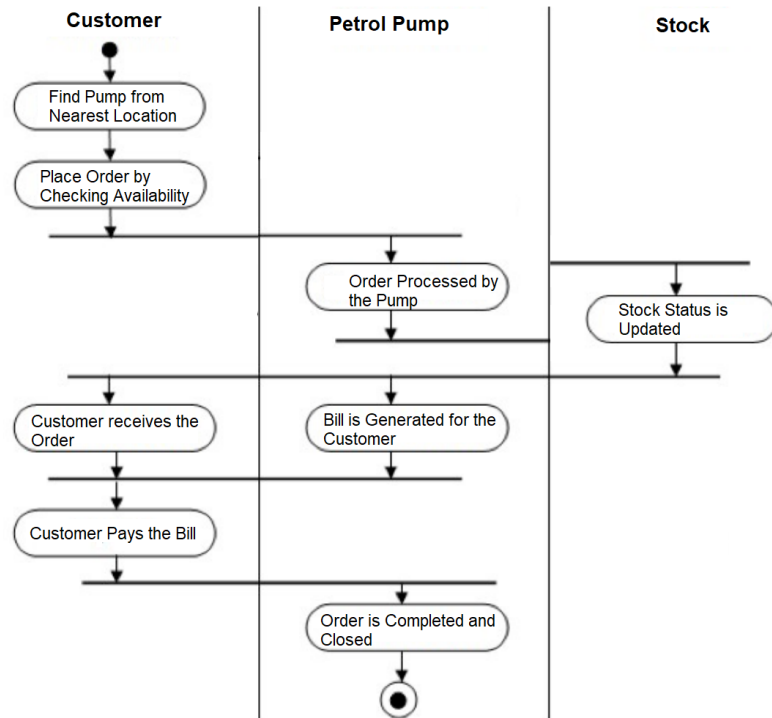 Customer
Petrol Pump
Stock
Find Pump from
Nearest Location
Place Order by
Checking Availability
Order Processed by
the Pump
Stock Status is
Updated
Customer receives the
Order
Bill is Generated for the
Customer
Customer Pays the Bill
Order is Completed and
Closed